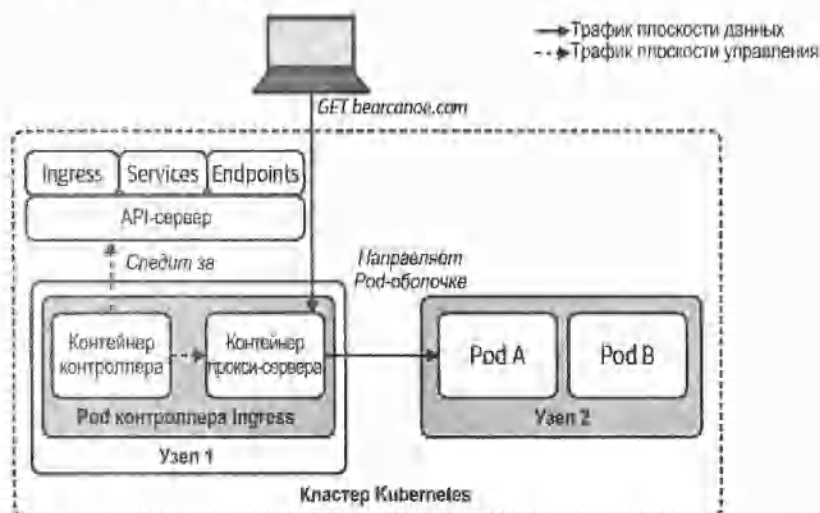 Трафик плоскости данных
Трафик плоскости управления
GET bearcanoe.com
Ingress
Services
Endpoints
API-сервер
Следит за
Направляет
Pod-оболочке
Контейнер
контроллера
Контейнер
прокси-сервера
Pod A
Pod B
Pod контроллера Ingress
Узел 2
Узел 1
Кластер Kubernetes